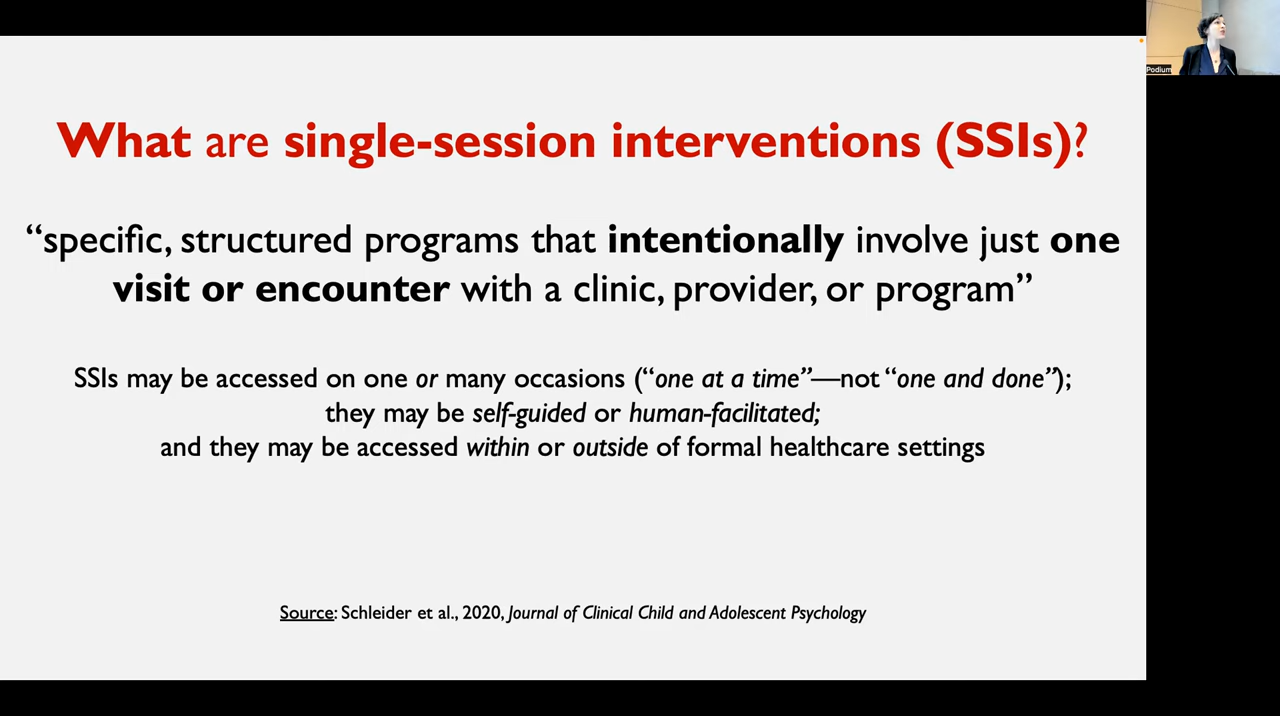 What are single-session interventions (SSIs)?
“specific, structured programs that intentionally involve just one
visit or encounter with a clinic, provider, or program”
SSIs may be accessed on one or many occasions (“one at a time”—not “one and done”);
they may be self-guided or human-facilitated;
and they may be accessed within or outside of formal healthcare settings
Source: Schleider et al., 2020, Journal of Clinical Child and Adolescent Psychology
Podium